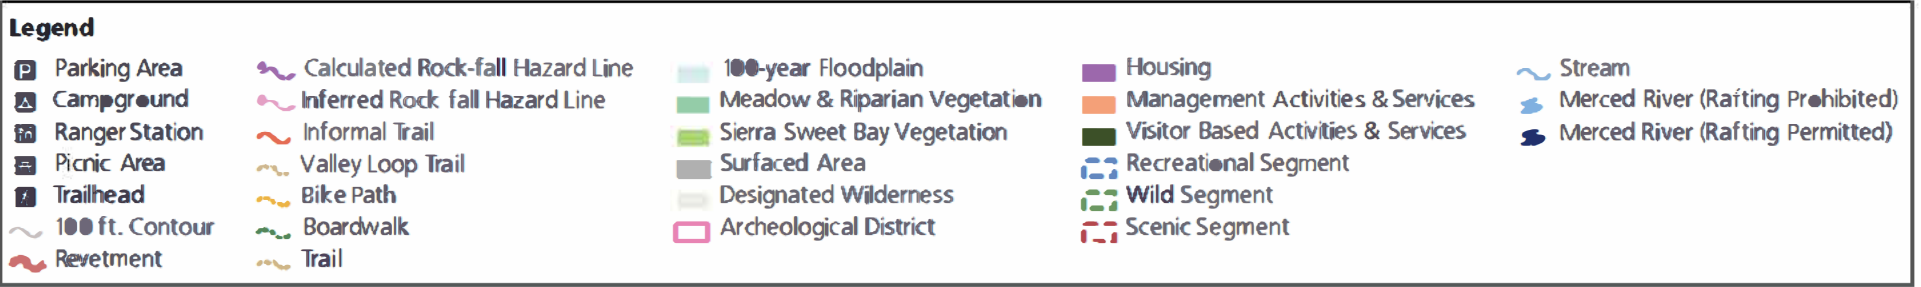 Legend
Parking Area
Campground
Ranger Station
Picnic Area
Trailhead
100 ft. Contour
Revetment
Calculated Rock-fall Hazard Line
Inferred Rock fall Hazard Line
Informal Trail
Valley Loop Trail
Bike Path
Boardwalk
Trail
100-year Floodplain
Meadow & Riparian Vegetation
Sierra Sweet Bay Vegetation
Surfaced Area
Designated Wilderness
Archeological District
Housing
Management Activities & Services
Visitor Based Activities & Services
Recreational Segment
Wild Segment
Scenic Segment
Stream
Merced River (Rafting Prohibited)
Merced River (Rafting Permitted)